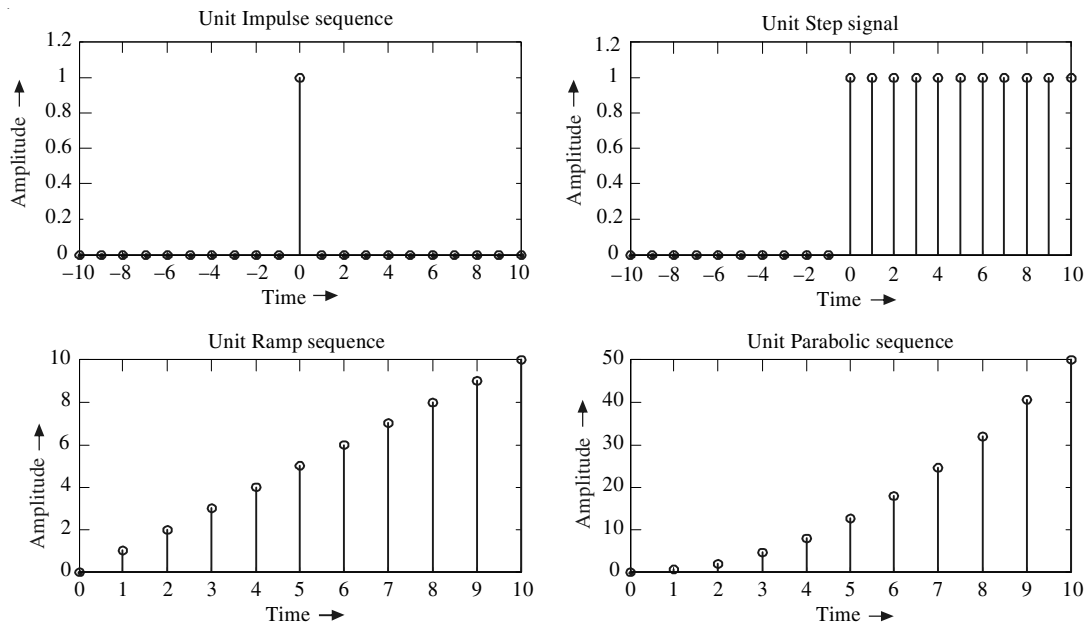 Unit Impulse sequence
1.2
1
0.8
0.6
0.4
0.2
0
Amplitude
–10 –8 –6 –4 –2 0 2 4 6 8 10
Time
Unit Step signal
1.2
1
0.8
0.6
0.4
0.2
0
Amplitude
–10 –8 –6 –4 –2 0 2 4 6 8 10
Time
Unit Ramp sequence
10
8
6
4
2
0
Amplitude
0 1 2 3 4 5 6 7 8 9 10
Time
Unit Parabolic sequence
50
40
30
20
10
0
Amplitude
0 1 2 3 4 5 6 7 8 9 10
Time